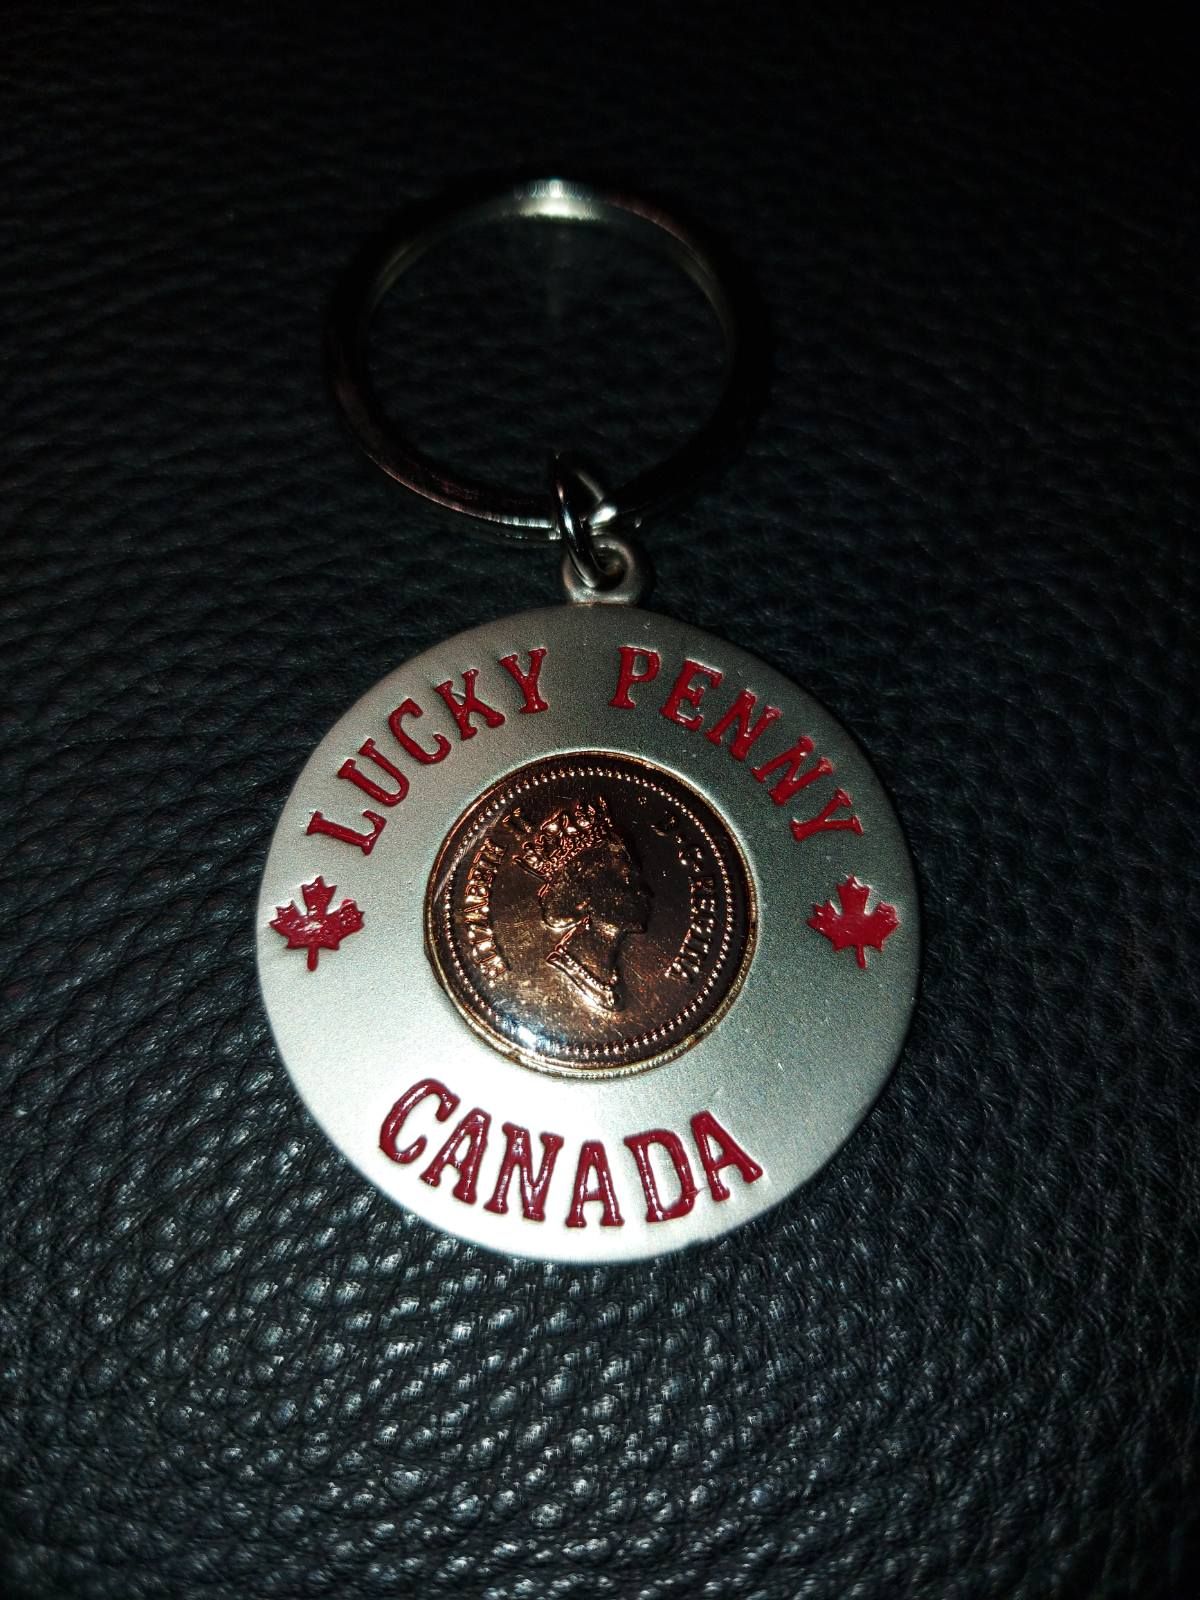 LUCKY PENNY
ELIZABETH II D·G·REGINA
CANADA